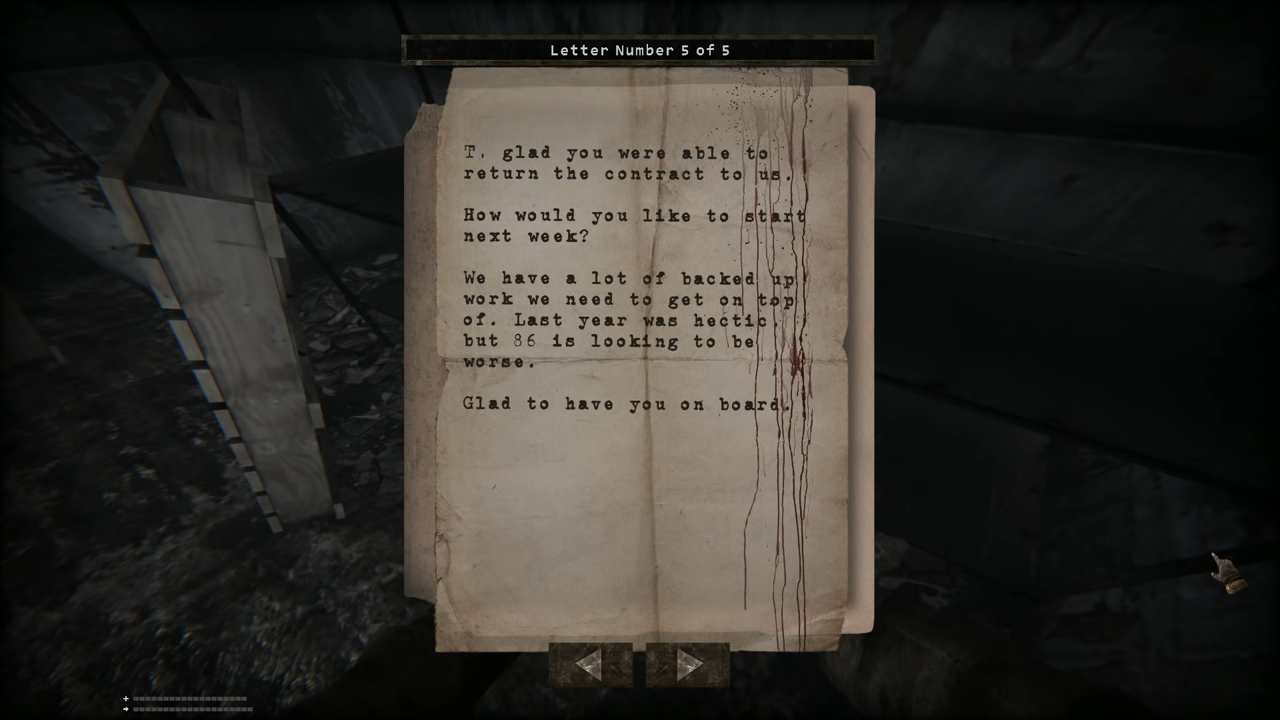 Letter Number 5 of 5
T, glad you were able to
return the contract to us.
How would you like to start
next week?
We have a lot of backed up
work we need to get on top
of. Last year was hectic,
but 86 is looking to be
worse.
Glad to have you on board.